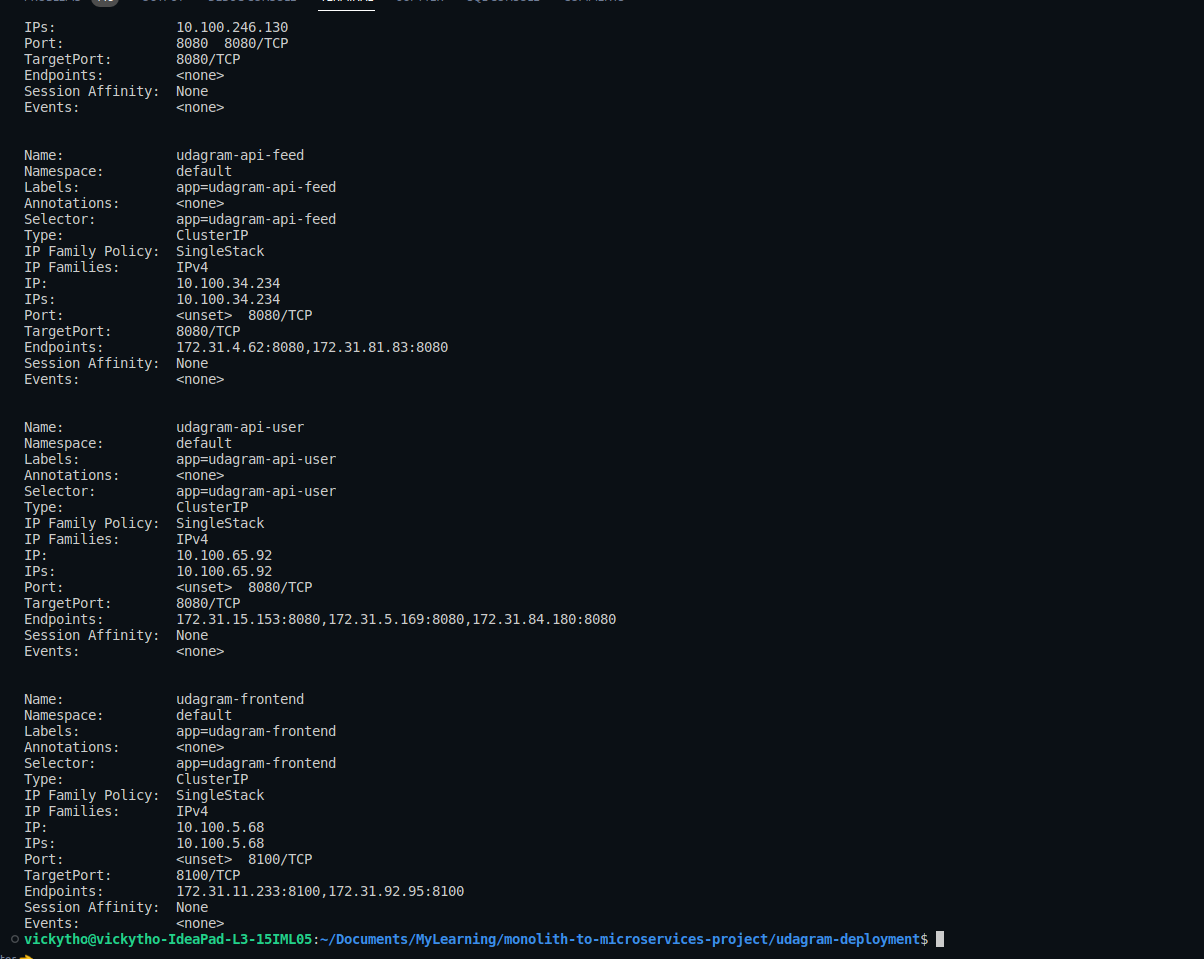 TERMINAL
IPs:                10.100.246.130
Port:               8080  8080/TCP
TargetPort:         8080/TCP
Endpoints:          <none>
Session Affinity:   None
Events:             <none>
Name:               udagram-api-feed
Namespace:          default
Labels:             app=udagram-api-feed
Annotations:        <none>
Selector:           app=udagram-api-feed
Type:               ClusterIP
IP Family Policy:   SingleStack
IP Families:        IPv4
IP:                 10.100.34.234
IPs:                10.100.34.234
Port:               <unset>  8080/TCP
TargetPort:         8080/TCP
Endpoints:          172.31.4.62:8080,172.31.81.83:8080
Session Affinity:   None
Events:             <none>
Name:               udagram-api-user
Namespace:          default
Labels:             app=udagram-api-user
Annotations:        <none>
Selector:           app=udagram-api-user
Type:               ClusterIP
IP Family Policy:   SingleStack
IP Families:        IPv4
IP:                 10.100.65.92
IPs:                10.100.65.92
Port:               <unset>  8080/TCP
TargetPort:         8080/TCP
Endpoints:          172.31.15.153:8080,172.31.5.169:8080,172.31.84.180:8080
Session Affinity:   None
Events:             <none>
Name:               udagram-frontend
Namespace:          default
Labels:             app=udagram-frontend
Annotations:        <none>
Selector:           app=udagram-frontend
Type:               ClusterIP
IP Family Policy:   SingleStack
IP Families:        IPv4
IP:                 10.100.5.68
IPs:                10.100.5.68
Port:               <unset>  8100/TCP
TargetPort:         8100/TCP
Endpoints:          172.31.11.233:8100,172.31.92.95:8100
Session Affinity:   None
Events:             <none>
vickytho@vickytho-IdeaPad-L3-15IML05:~/Documents/MyLearning/monolith-to-microservices-project/udagram-deployment$